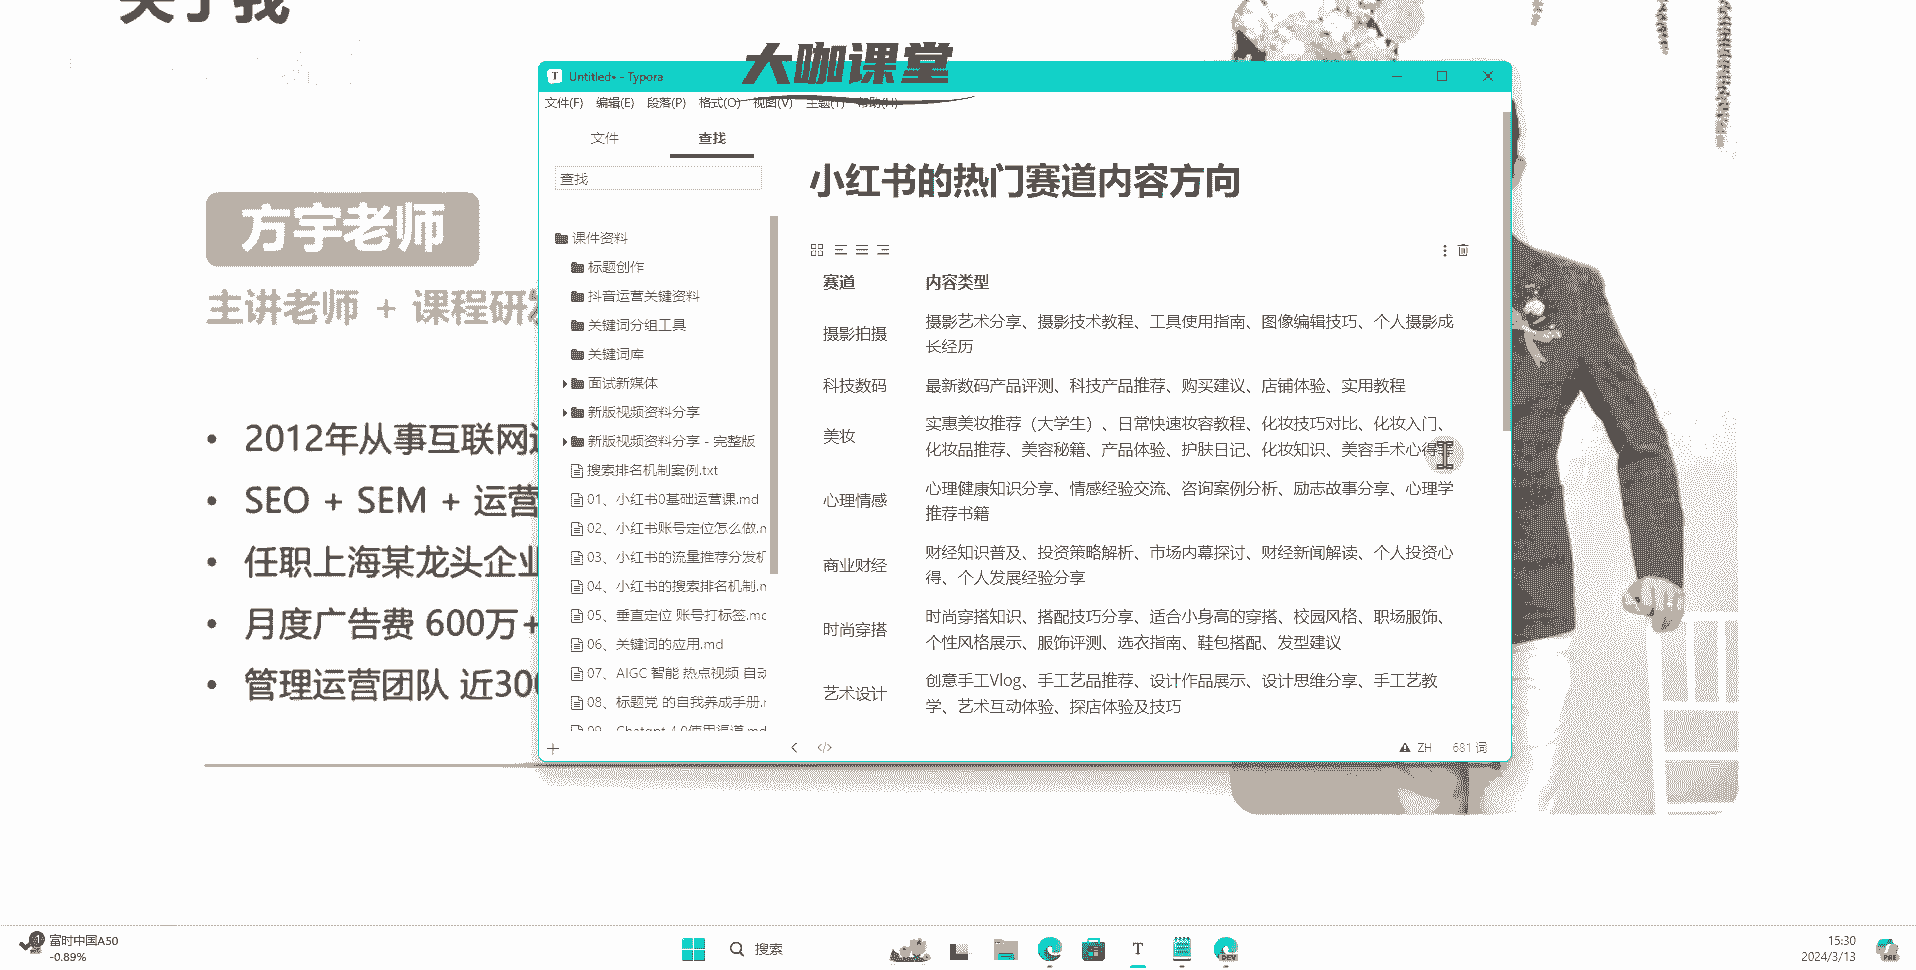 关于我
大咖课堂
Untitled• - Typora
文件(F) 编辑(E) 段落(P) 格式(O) 视图(V) 主题(T) 帮助(H)
文件 查找
查找
课件资料
标题创作
抖音运营关键资料
关键词分组工具
关键词库
面试新媒体
新版视频资料分享
新版视频资料分享 - 完整版
搜索排名机制案例.txt
01、小红书0基础运营课.md
02、小红书账号定位怎么做.m
03、小红书的流量推荐分发机
04、小红书的搜索排名机制.m
05、垂直定位 账号打标签.md
06、关键词的应用.md
07、AIGC 智能 热点视频 自动
08、标题党 的自我养成手册.m
09、Chatgpt 4.0使用渠道.md
小红书的热门赛道内容方向
赛道 内容类型
摄影拍摄 摄影艺术分享、摄影技术教程、工具使用指南、图像编辑技巧、个人摄影成
长经历
科技数码 最新数码产品评测、科技产品推荐、购买建议、店铺体验、实用教程
美妆 实惠美妆推荐（大学生）、日常快速妆容教程、化妆技巧对比、化妆入门、
化妆品推荐、美容秘籍、产品体验、护肤日记、化妆知识、美容手术心得等
心理情感 心理健康知识分享、情感经验交流、咨询案例分析、励志故事分享、心理学
推荐书籍
商业财经 财经知识普及、投资策略解析、市场内幕探讨、财经新闻解读、个人投资心
得、个人发展经验分享
时尚穿搭 时尚穿搭知识、搭配技巧分享、适合小身高的穿搭、校园风格、职场服饰、
个性风格展示、服饰评测、选衣指南、鞋包搭配、发型建议
艺术设计 创意手工Vlog、手工艺品推荐、设计作品展示、设计思维分享、手工艺教
学、艺术互动体验、探店体验及技巧
ZH 681 词
方宇老师
主讲老师 + 课程研发
2012年从事互联网
SEO + SEM + 运营
任职上海某龙头企业
月度广告费 600万+
管理运营团队 近300
富时中国A50
-0.89%
搜索
15:30
2024/3/13